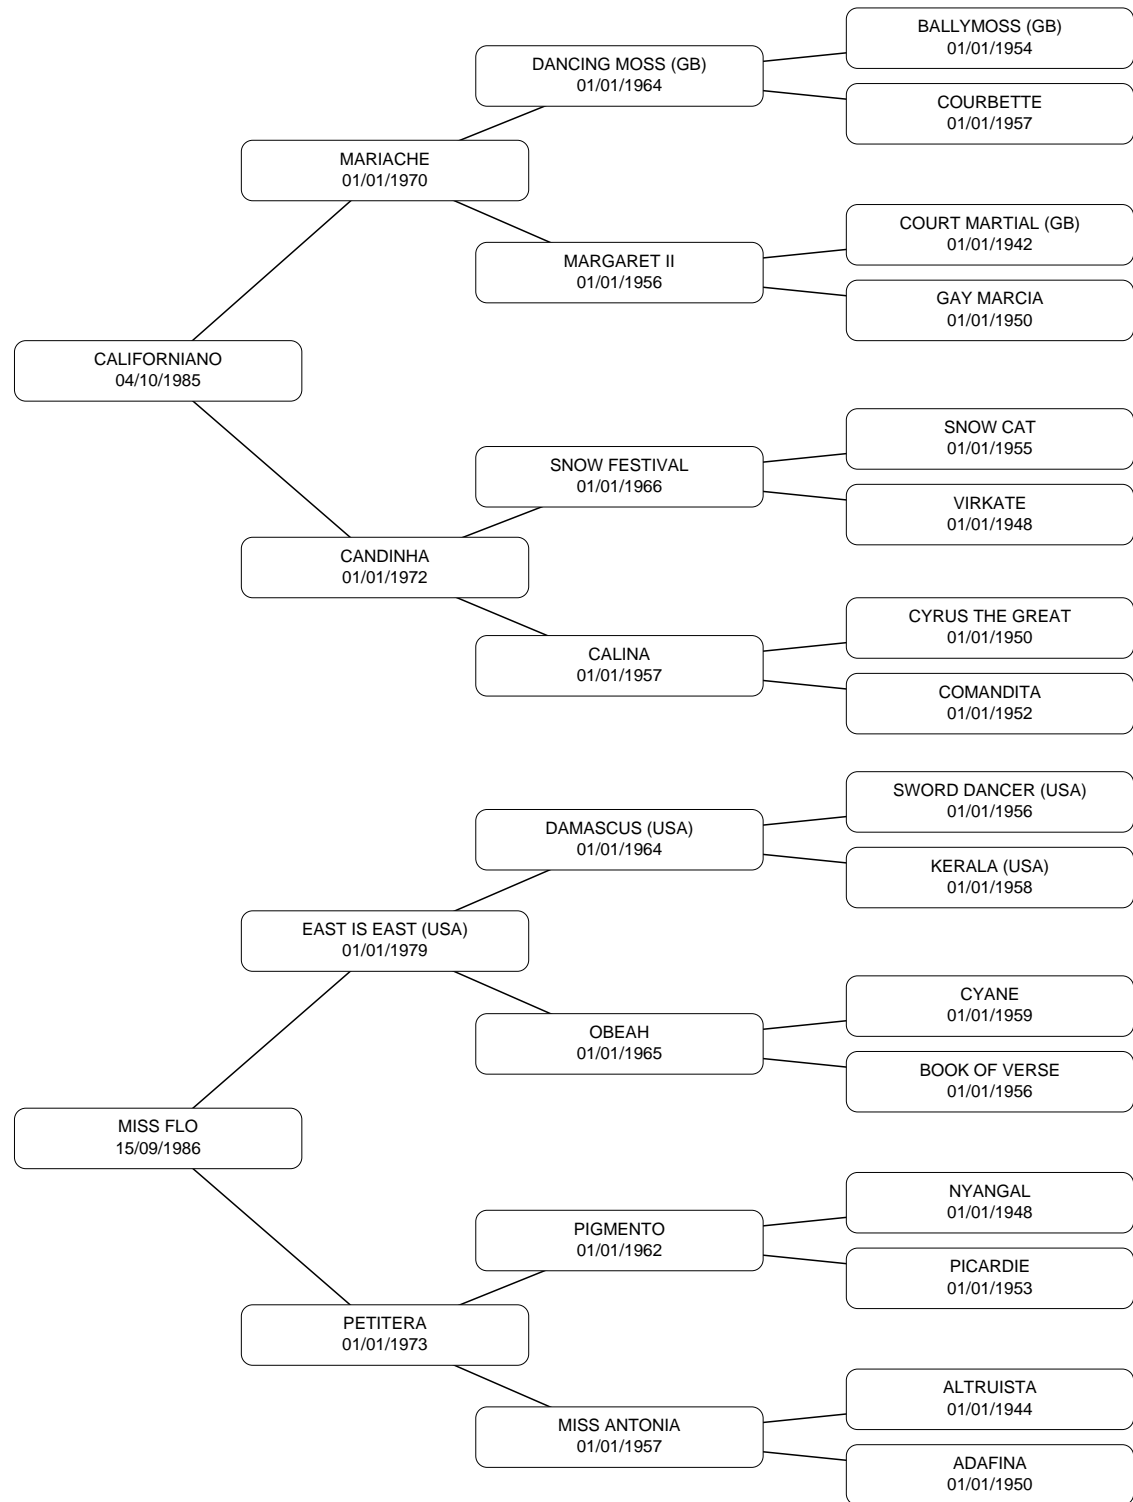 BALLYMOSS (GB)
01/01/1954
DANCING MOSS (GB)
01/01/1964
COURBETTE
01/01/1957
MARIACHE
01/01/1970
COURT MARTIAL (GB)
01/01/1942
MARGARET II
01/01/1956
GAY MARCIA
01/01/1950
CALIFORNIANO
04/10/1985
SNOW CAT
01/01/1955
SNOW FESTIVAL
01/01/1966
VIRKATE
01/01/1948
CANDINHA
01/01/1972
CYRUS THE GREAT
01/01/1950
CALINA
01/01/1957
COMANDITA
01/01/1952
SWORD DANCER (USA)
01/01/1956
DAMASCUS (USA)
01/01/1964
KERALA (USA)
01/01/1958
EAST IS EAST (USA)
01/01/1979
CYANE
01/01/1959
OBEAH
01/01/1965
BOOK OF VERSE
01/01/1956
MISS FLO
15/09/1986
NYANGAL
01/01/1948
PIGMENTO
01/01/1962
PICARDIE
01/01/1953
PETITERA
01/01/1973
ALTRUISTA
01/01/1944
MISS ANTONIA
01/01/1957
ADAFINA
01/01/1950